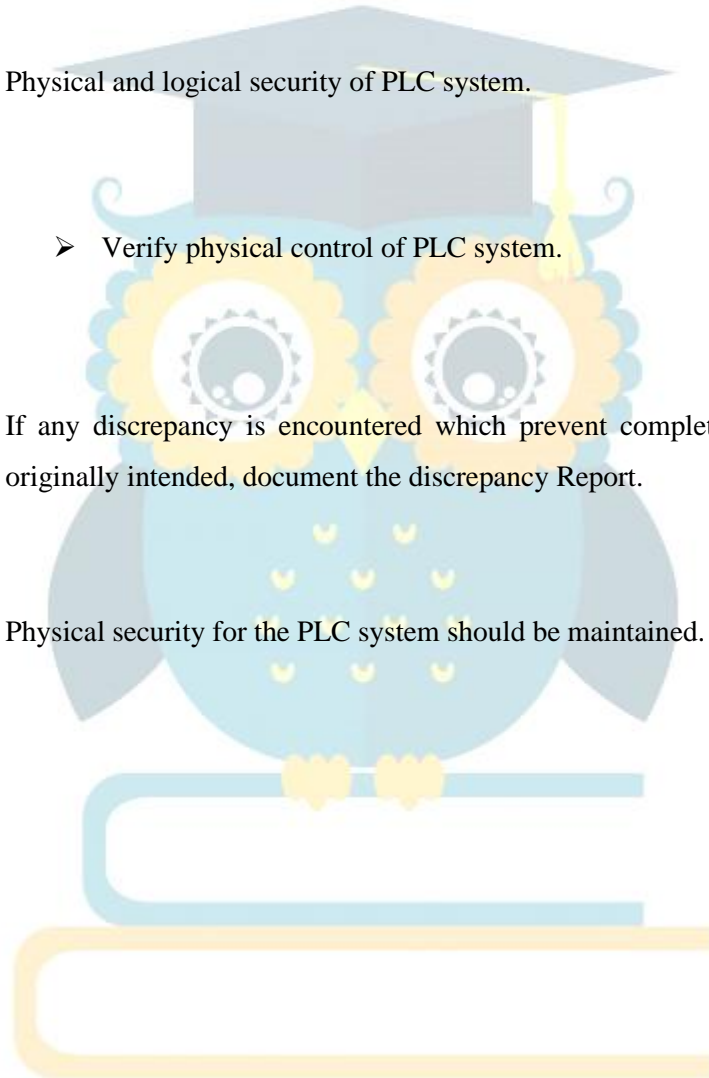 Physical and logical security of PLC system.
➢ Verify physical control of PLC system.
If any discrepancy is encountered which prevent complet
originally intended, document the discrepancy Report.
Physical security for the PLC system should be maintained.